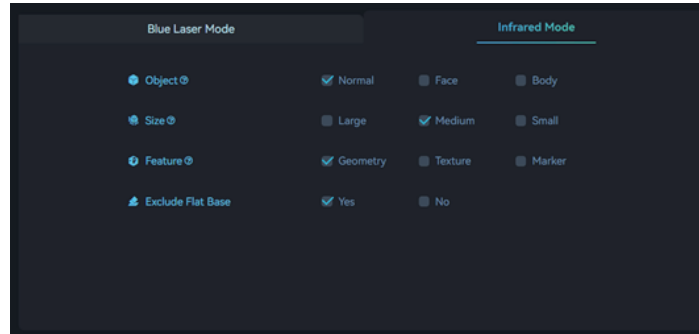 Blue Laser Mode Infrared Mode
Object Normal Face Body
Size Large Medium Small
Feature Geometry Texture Marker
Exclude Flat Base Yes No